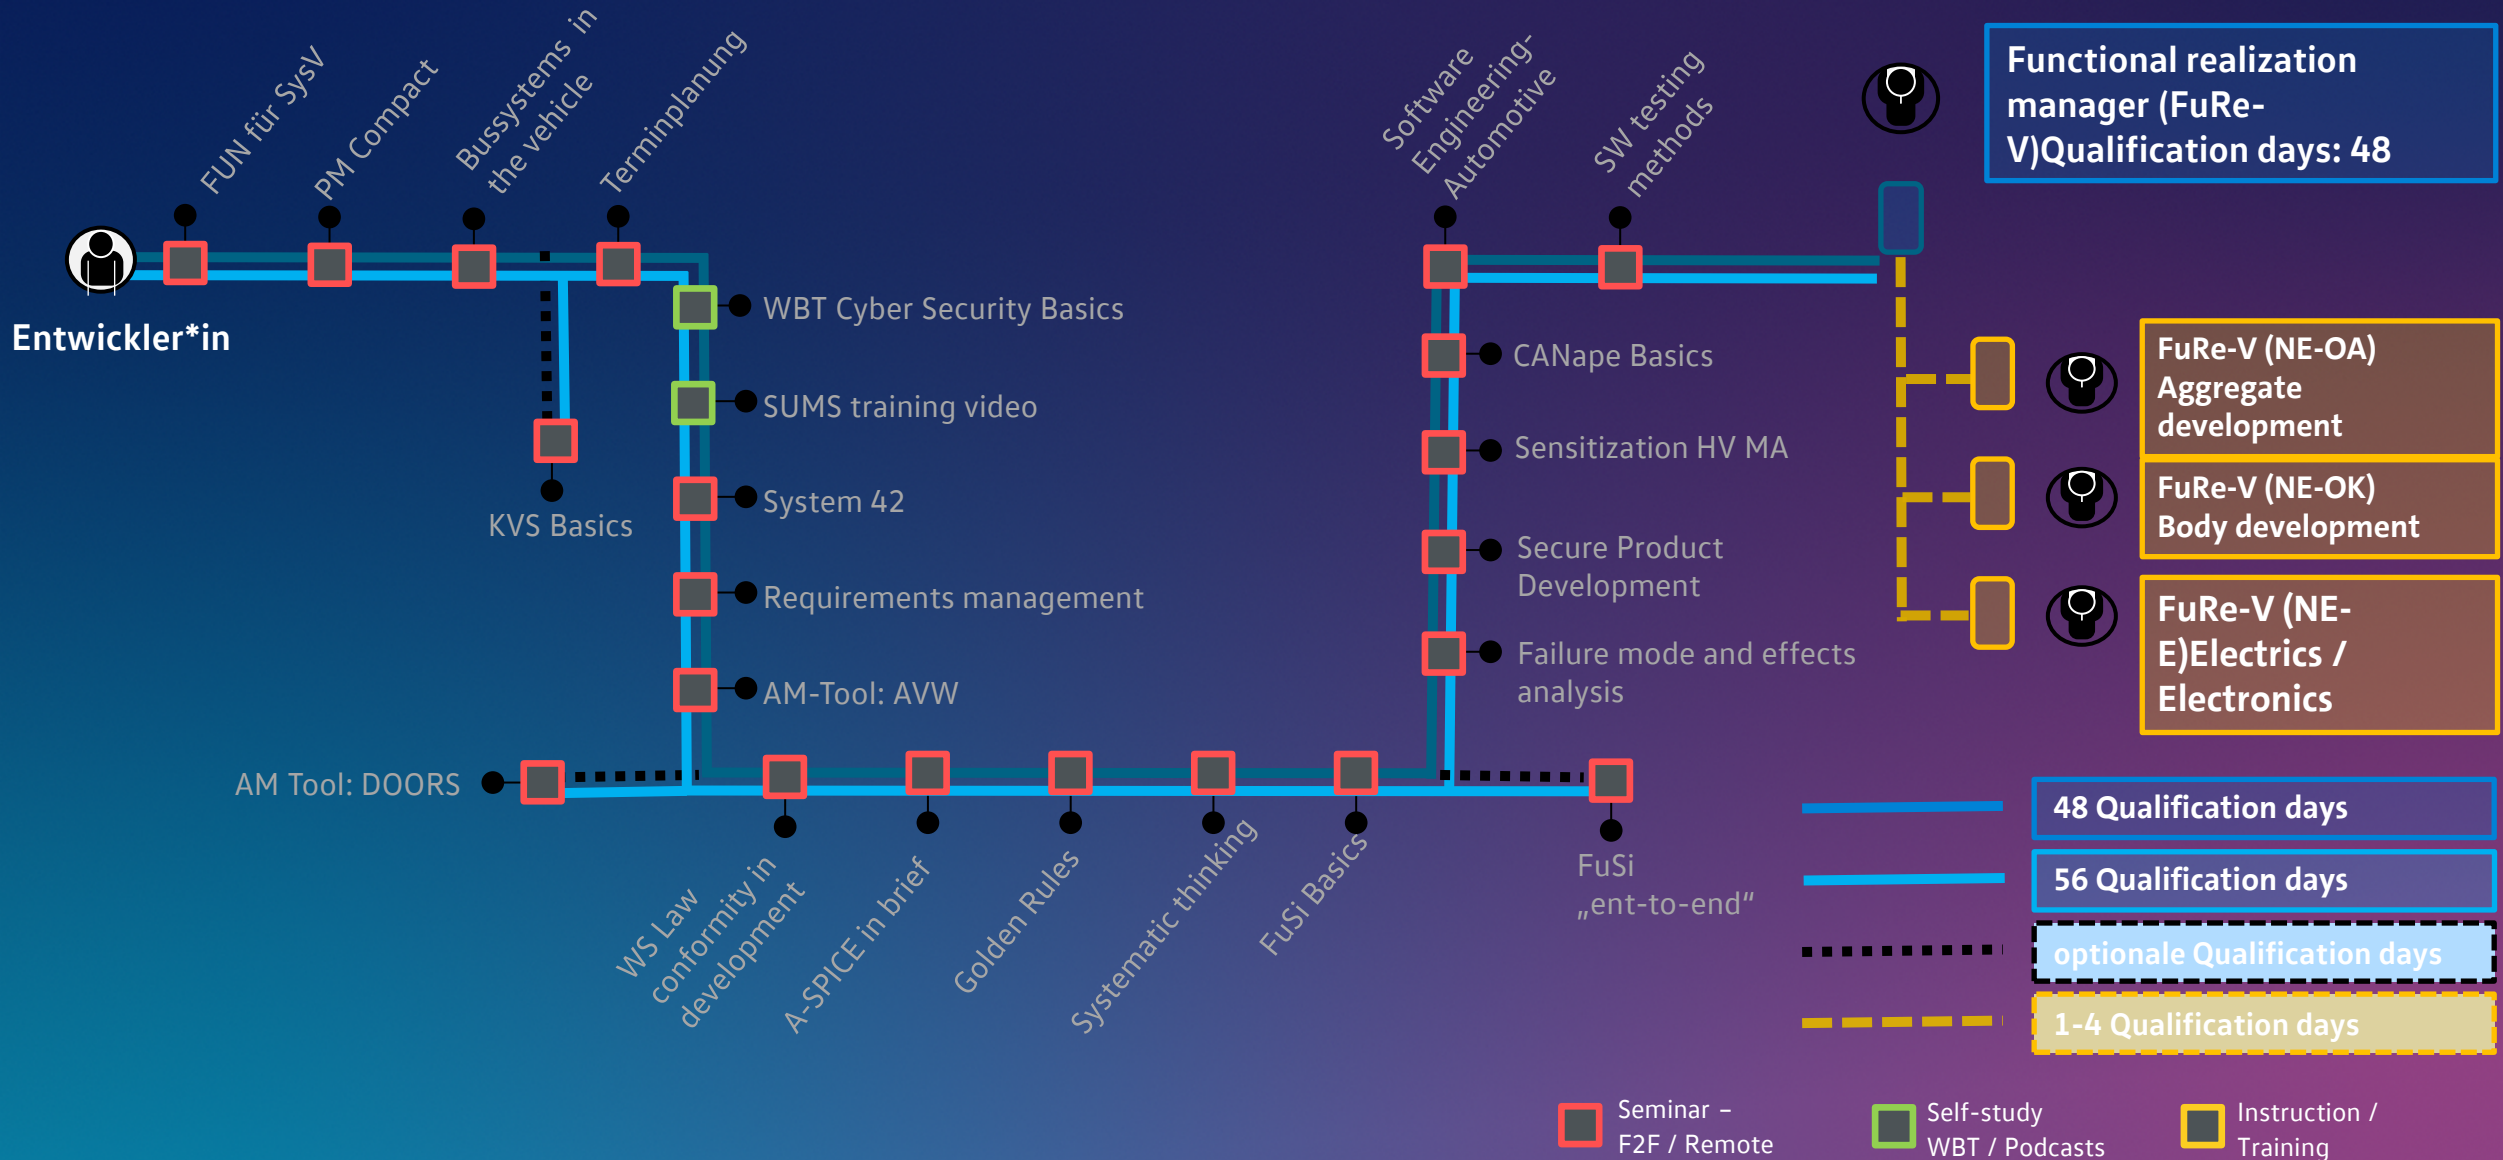 FUN für SysV
PM Compact
Bussystems in
the vehicle
Terminplanung
Software
Engineering-
Automotive
SW testing
methods
Functional realization
manager (FuRe-
V)Qualification days: 48
Entwickler*in
WBT Cyber Security Basics
SUMS training video
System 42
Requirements management
AM-Tool: AVW
KVS Basics
AM Tool: DOORS
CANape Basics
Sensitization HV MA
Secure Product
Development
Failure mode and effects
analysis
FuRe-V (NE-OA)
Aggregate
development
FuRe-V (NE-OK)
Body development
FuRe-V (NE-
E)Electrics /
Electronics
WS Law
conformity in
development
A-SPICE in brief
Golden Rules
Systematic thinking
FuSi Basics
FuSi
„ent-to-end“
48 Qualification days
56 Qualification days
optionale Qualification days
1-4 Qualification days
Seminar –
F2F / Remote
Self-study
WBT / Podcasts
Instruction /
Training